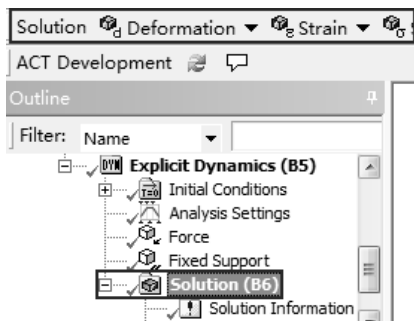 Solution Deformation Strain
ACT Development
Outline
Filter: Name
Explicit Dynamics (B5)
T=0 Initial Conditions
Analysis Settings
Force
Fixed Support
Solution (B6)
Solution Information